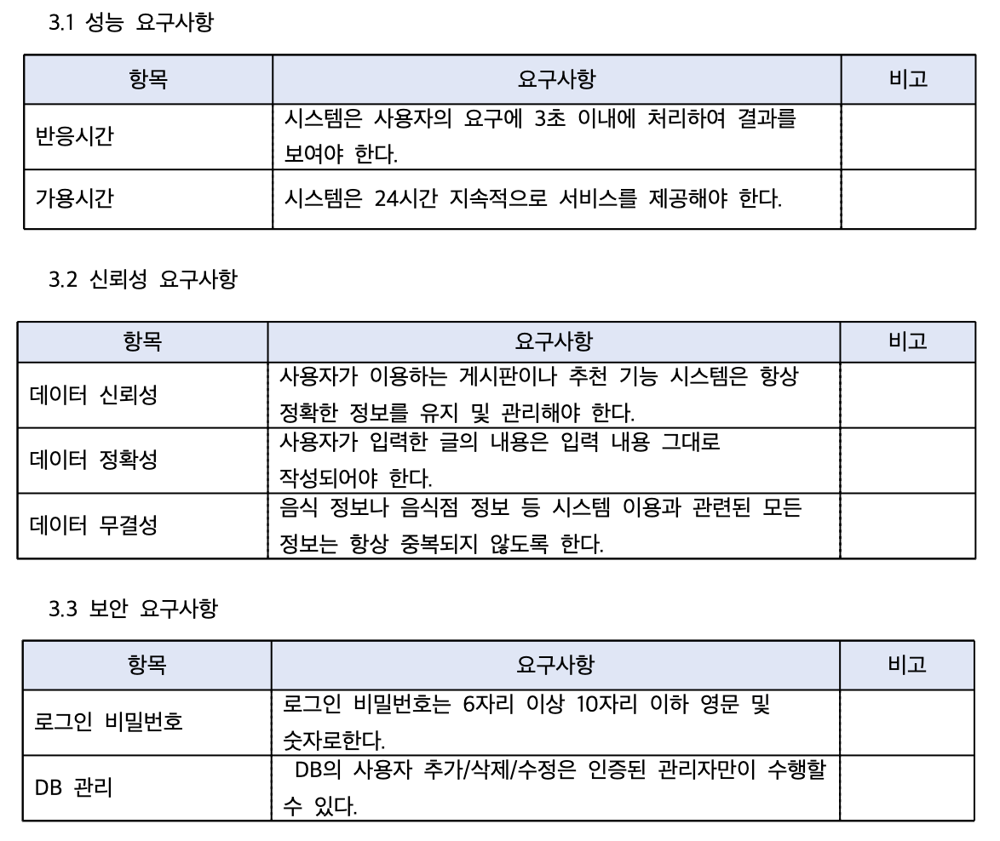 3.1 성능 요구사항
항목 요구사항 비고
반응시간 시스템은 사용자의 요구에 3초 이내에 처리하여 결과를
보여야 한다.
가용시간 시스템은 24시간 지속적으로 서비스를 제공해야 한다.
3.2 신뢰성 요구사항
항목 요구사항 비고
데이터 신뢰성 사용자가 이용하는 게시판이나 추천 기능 시스템은 항상
정확한 정보를 유지 및 관리해야 한다.
데이터 정확성 사용자가 입력한 글의 내용은 입력 내용 그대로
작성되어야 한다.
데이터 무결성 음식 정보나 음식점 정보 등 시스템 이용과 관련된 모든
정보는 항상 중복되지 않도록 한다.
3.3 보안 요구사항
항목 요구사항 비고
로그인 비밀번호 로그인 비밀번호는 6자리 이상 10자리 이하 영문 및
숫자로한다.
DB 관리 DB의 사용자 추가/삭제/수정은 인증된 관리자만이 수행할
수 있다.